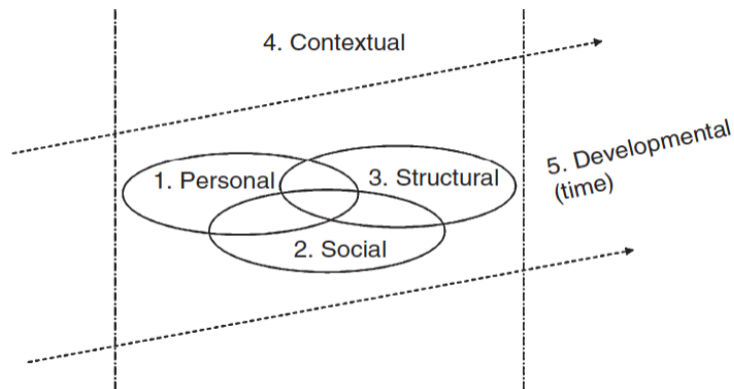 4. Contextual
1. Personal
3. Structural
2. Social
5. Developmental
(time)